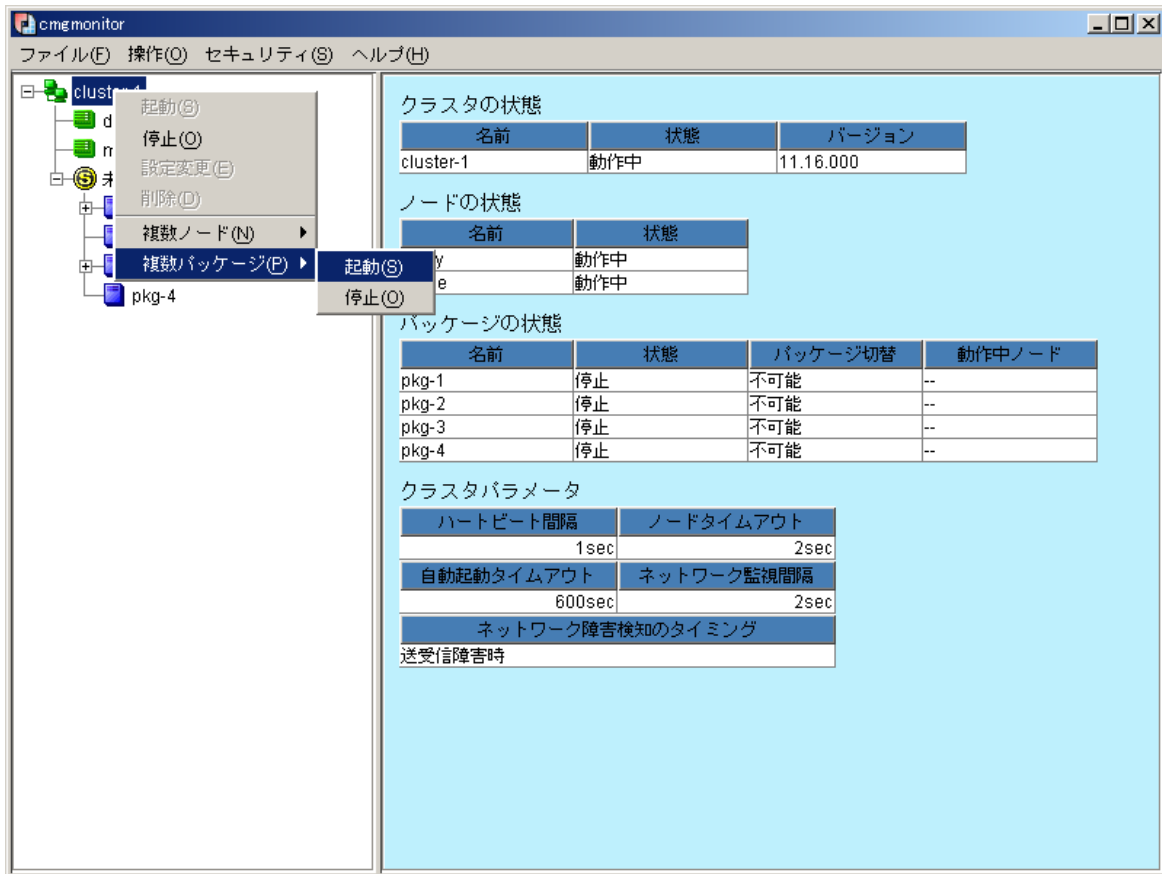 cmgmonitor
ファイル(F) 操作(O) セキュリティ(S) ヘルプ(H)
cluster-1
d
m
未
pkg-4
起動(S)
停止(O)
設定変更(E)
削除(D)
複数ノード(N)
複数パッケージ(P)
起動(S)
停止(O)
クラスタの状態
名前 状態 バージョン
cluster-1 動作中 11.16.000
ノードの状態
名前 状態
y 動作中
e 動作中
パッケージの状態
名前 状態 パッケージ切替 動作中ノード
pkg-1 停止 不可能 --
pkg-2 停止 不可能 --
pkg-3 停止 不可能 --
pkg-4 停止 不可能 --
クラスタパラメータ
ハートビート間隔 ノードタイムアウト
1sec 2sec
自動起動タイムアウト ネットワーク監視間隔
600sec 2sec
ネットワーク障害検知のタイミング
送受信障害時